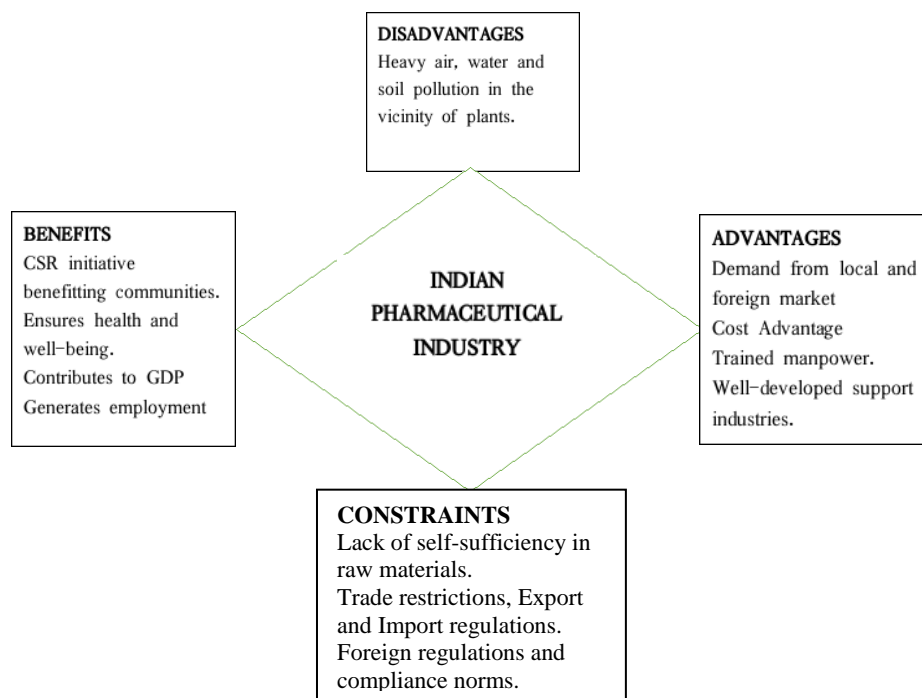 DISADVANTAGES
Heavy air, water and
soil pollution in the
vicinity of plants.
BENEFITS
CSR initiative
benefitting communities.
Ensures health and
well-being.
Contributes to GDP
Generates employment
INDIAN
PHARMACEUTICAL
INDUSTRY
ADVANTAGES
Demand from local and
foreign market
Cost Advantage
Trained manpower.
Well-developed support
industries.
CONSTRAINTS
Lack of self-sufficiency in
raw materials.
Trade restrictions, Export
and Import regulations.
Foreign regulations and
compliance norms.